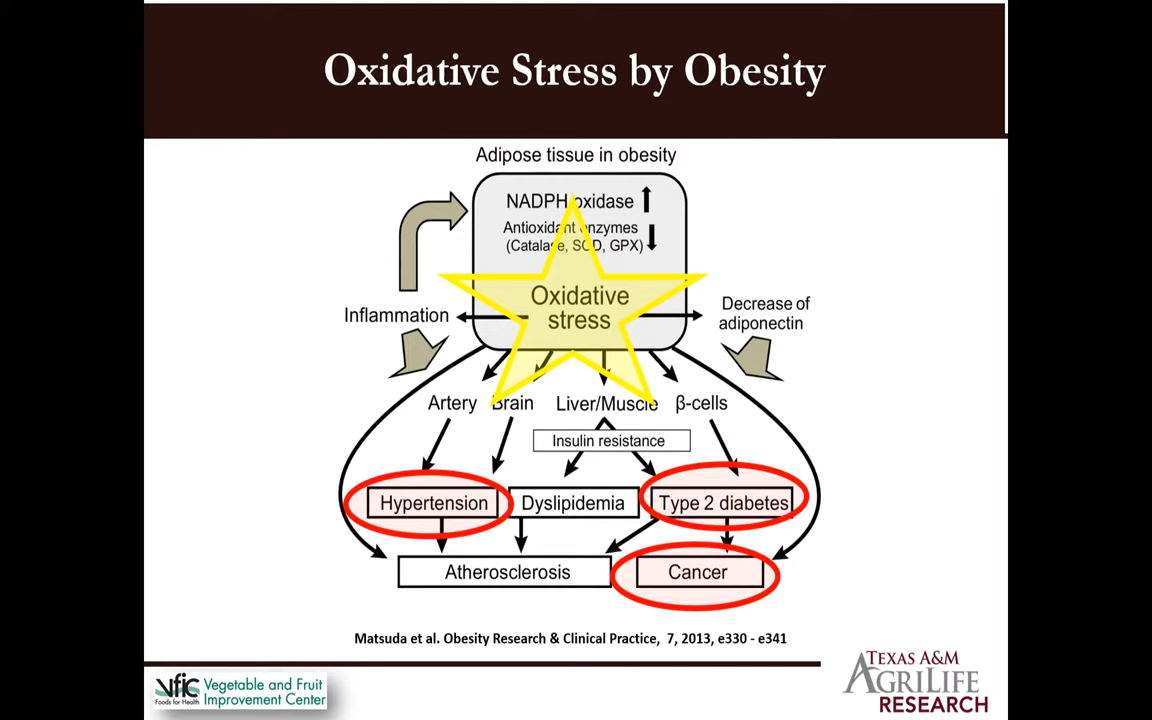 Oxidative Stress by Obesity
Adipose tissue in obesity
NADPH oxidase
Antioxidant enzymes
(Catalase, SOD, GPX)
Oxidative
stress
Inflammation
Decrease of
adiponectin
Artery
Brain
Liver/Muscle
β-cells
Insulin resistance
Hypertension
Dyslipidemia
Type 2 diabetes
Atherosclerosis
Cancer
Matsuda et al. Obesity Research & Clinical Practice, 7, 2013, e330 - e341
vfic
Foods for Health
Vegetable and Fruit
Improvement Center
TEXAS A&M
AGRILIFE
RESEARCH